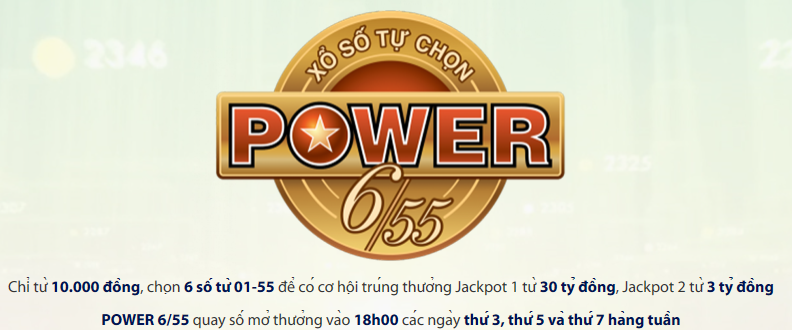 2346
XỔ SỐ TỰ CHỌN
POWER
6/55
2325
Chỉ từ 10.000 đồng, chọn 6 số từ 01-55 để có cơ hội trúng thưởng Jackpot 1 từ 30 tỷ đồng, Jackpot 2 từ 3 tỷ đồng
POWER 6/55 quay số mở thưởng vào 18h00 các ngày thứ 3, thứ 5 và thứ 7 hàng tuần